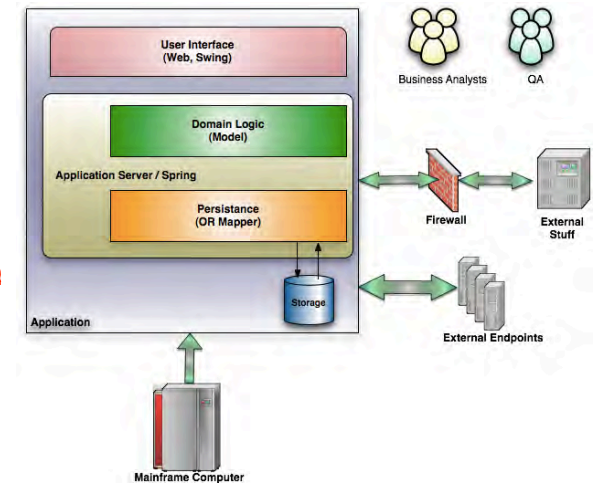 User Interface
(Web, Swing)
Business Analysts
QA
Domain Logic
(Model)
Application Server / Spring
Persistance
(OR Mapper)
Firewall
External
Stuff
Storage
Application
External Endpoints
Mainframe Computer